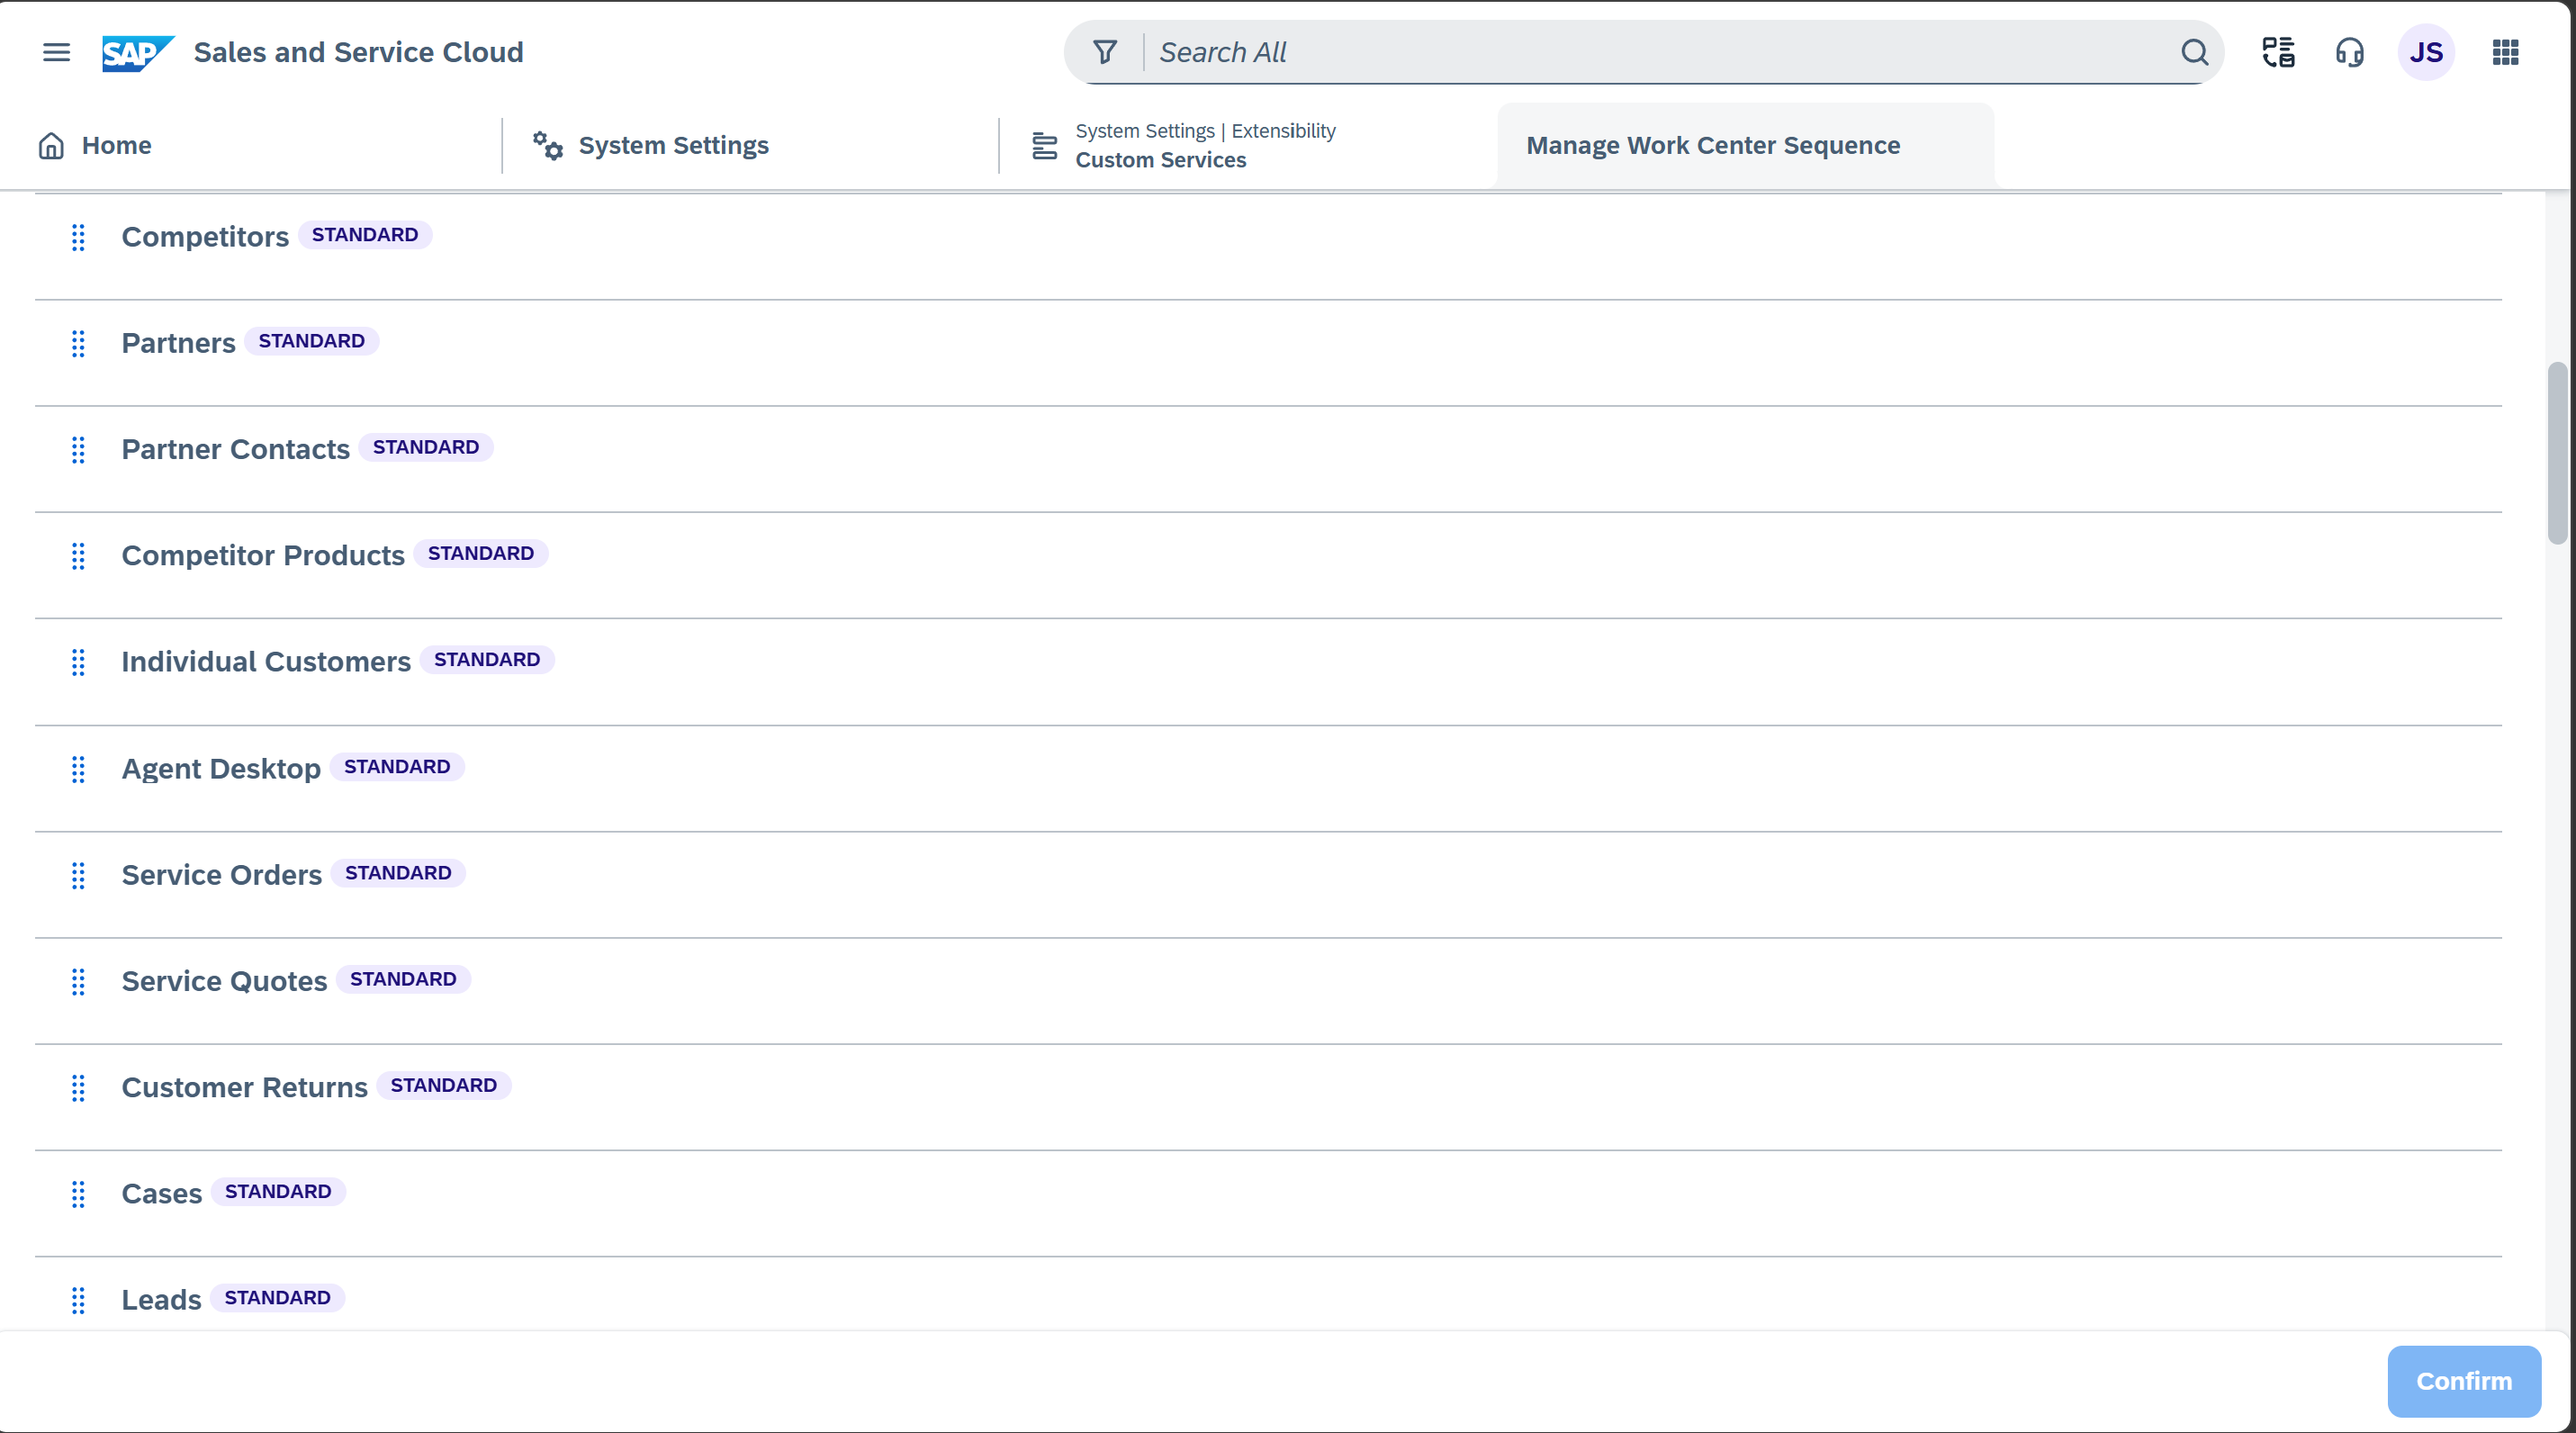 SAP Sales and Service Cloud
Search All
JS
Home
System Settings
System Settings | Extensibility
Custom Services
Manage Work Center Sequence
Competitors STANDARD
Partners STANDARD
Partner Contacts STANDARD
Competitor Products STANDARD
Individual Customers STANDARD
Agent Desktop STANDARD
Service Orders STANDARD
Service Quotes STANDARD
Customer Returns STANDARD
Cases STANDARD
Leads STANDARD
Confirm